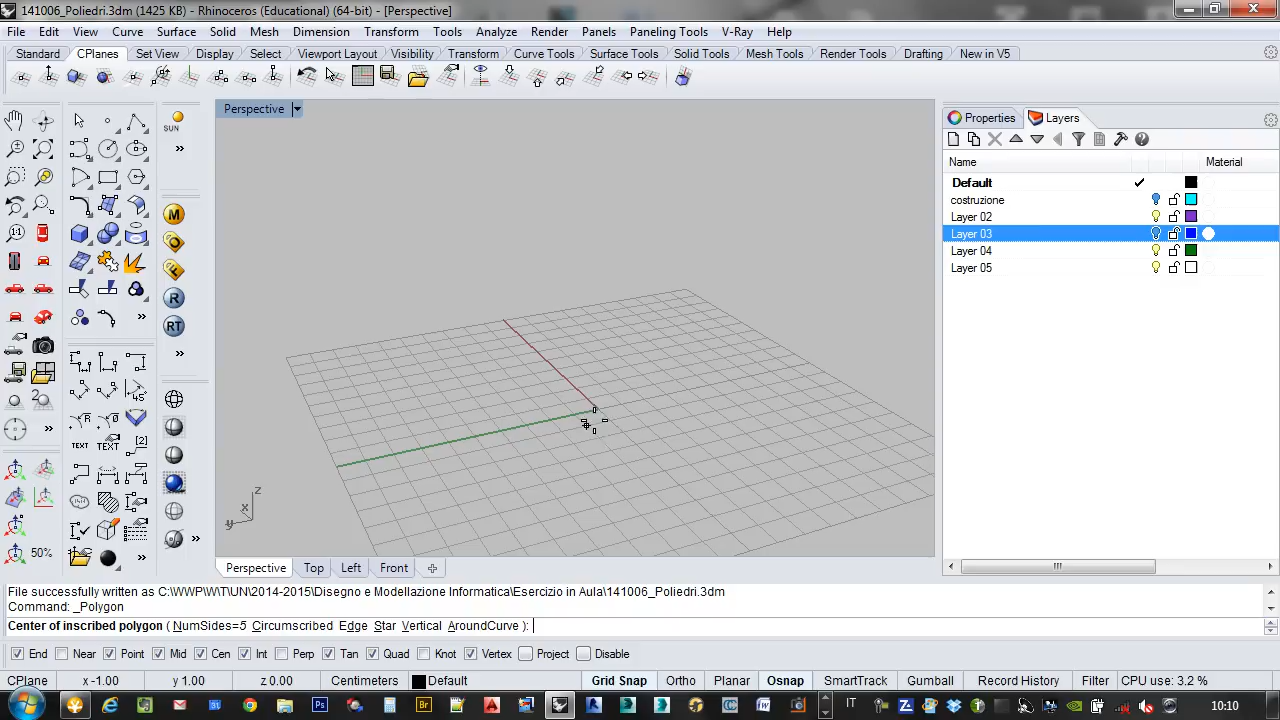 141006_Poliedri.3dm (1425 KB) - Rhinoceros (Educational) (64-bit) - [Perspective]
File Edit View Curve Surface Solid Mesh Dimension Transform Tools Analyze Render Panels Paneling Tools V-Ray Help
Standard CPlanes Set View Display Select Viewport Layout Visibility Transform Curve Tools Surface Tools Solid Tools Mesh Tools Render Tools Drafting New in V5
Perspective
Properties Layers
SUN
Name Material
Default
costruzione
Layer 02
Layer 03
Layer 04
Layer 05
M
R
RT
2
TEXT TEXT
50%
z
x
y
Perspective Top Left Front
File successfully written as C:\WWP\W\T\UN\2014-2015\Disegno e Modellazione Informatica\Esercizio in Aula\141006_Poliedri.3dm
Command: _Polygon
Center of inscribed polygon ( NumSides=5 Circumscribed Edge Star Vertical AroundCurve ):
End Near Point Mid Cen Int Perp Tan Quad Knot Vertex Project Disable
CPlane x -1.00 y 1.00 z 0.00 Centimeters Default Grid Snap Ortho Planar Osnap SmartTrack Gumball Record History Filter CPU use: 3.2 %
Ps Br W IT Z 10:10